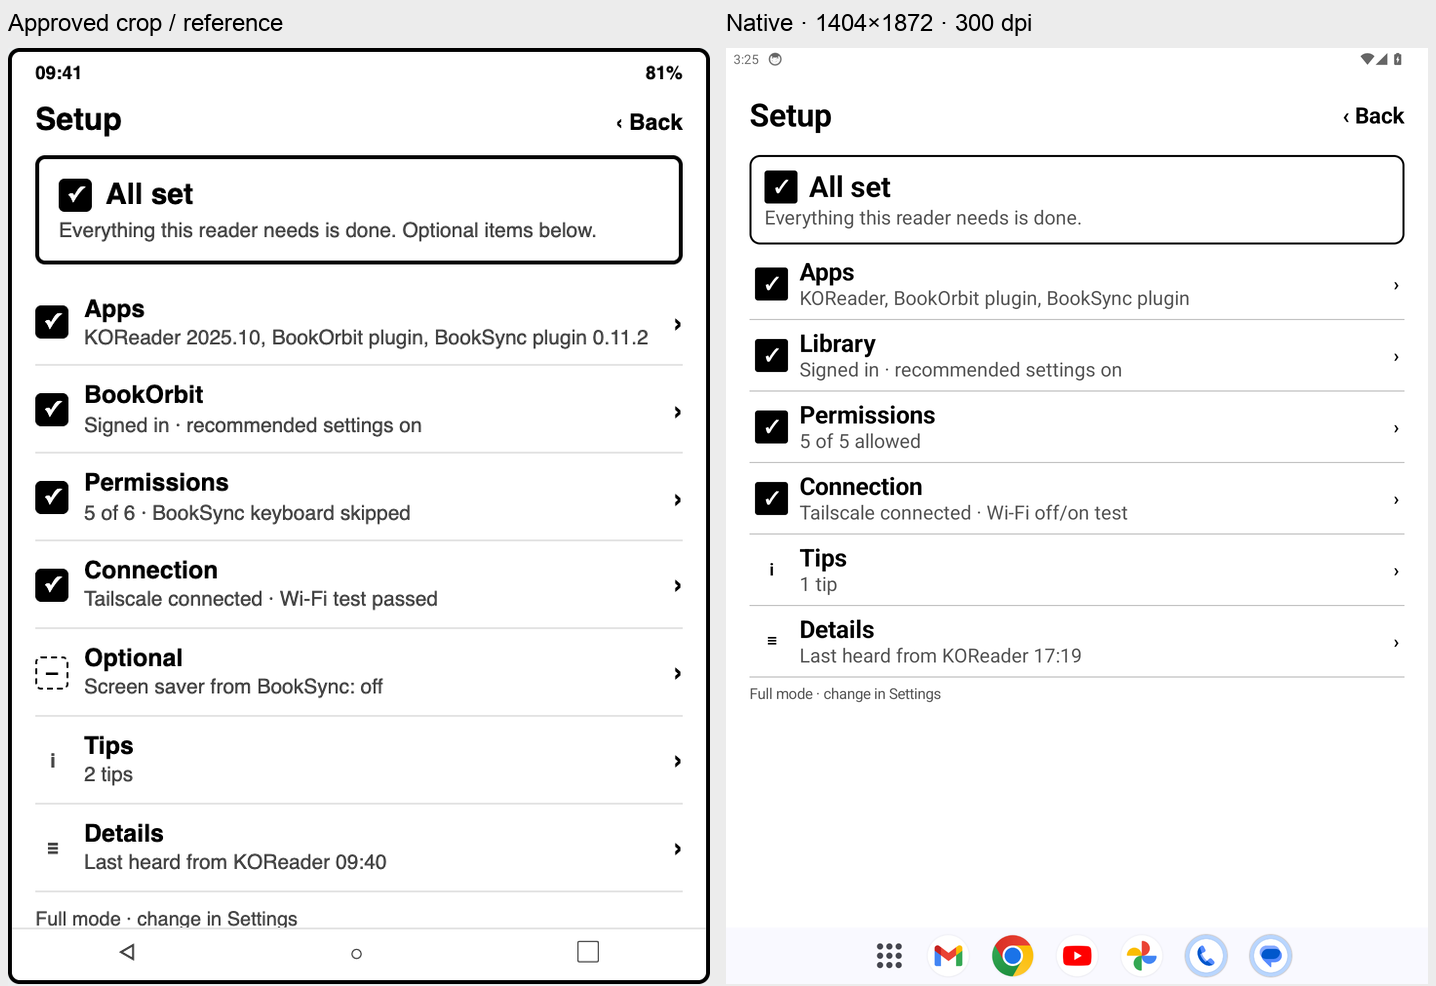 Approved crop / reference
09:41
81%
Setup
‹ Back
All set
Everything this reader needs is done. Optional items below.
Apps
KOReader 2025.10, BookOrbit plugin, BookSync plugin 0.11.2
BookOrbit
Signed in · recommended settings on
Permissions
5 of 6 · BookSync keyboard skipped
Connection
Tailscale connected · Wi-Fi test passed
Optional
Screen saver from BookSync: off
Tips
2 tips
Details
Last heard from KOReader 09:40
Full mode · change in Settings
Native · 1404×1872 · 300 dpi
3:25
Setup
‹ Back
All set
Everything this reader needs is done.
Apps
KOReader, BookOrbit plugin, BookSync plugin
Library
Signed in · recommended settings on
Permissions
5 of 5 allowed
Connection
Tailscale connected · Wi-Fi off/on test
Tips
1 tip
Details
Last heard from KOReader 17:19
Full mode · change in Settings